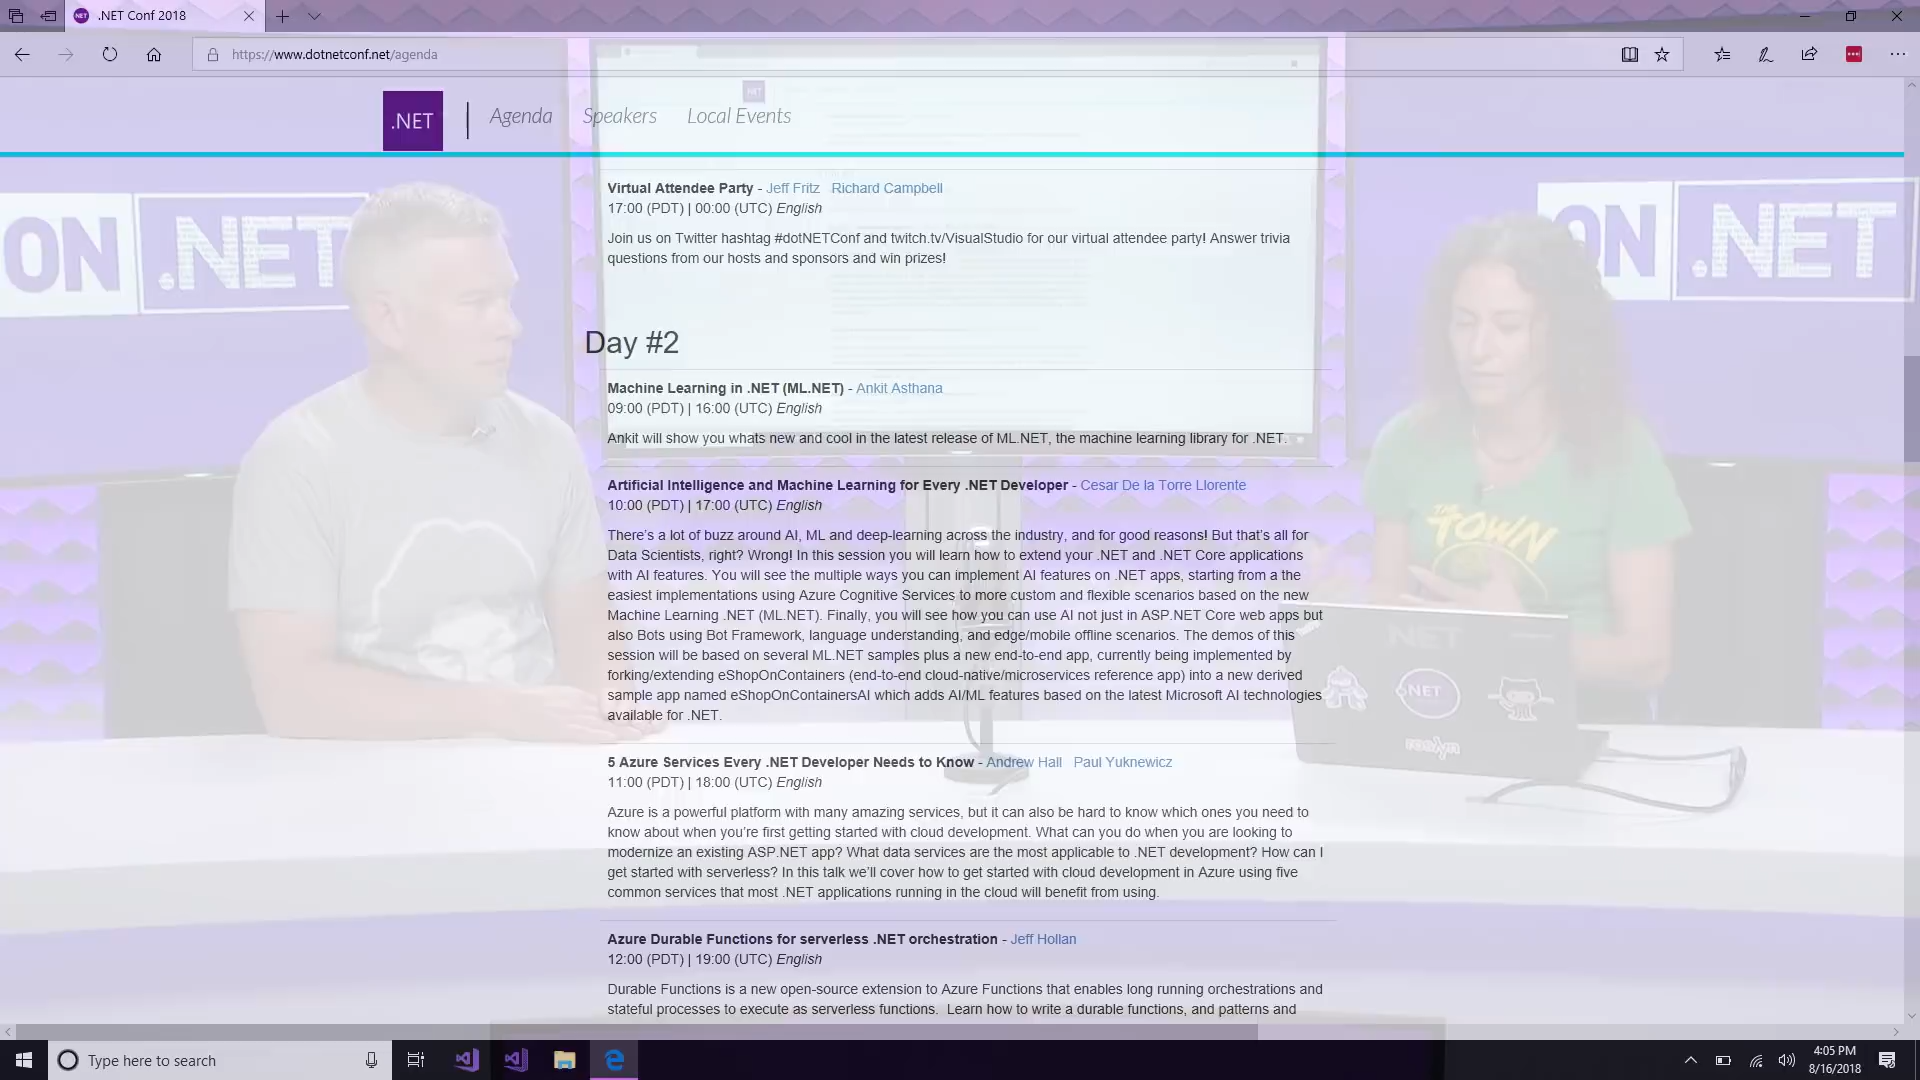 .NET Conf 2018
https://www.dotnetconf.net/agenda
.NET
Agenda Speakers Local Events
Virtual Attendee Party - Jeff Fritz Richard Campbell
17:00 (PDT) | 00:00 (UTC) English
Join us on Twitter hashtag #dotNETConf and twitch.tv/VisualStudio for our virtual attendee party! Answer trivia
questions from our hosts and sponsors and win prizes!
ON .NET
ON .NET
Day #2
Machine Learning in .NET (ML.NET) - Ankit Asthana
09:00 (PDT) | 16:00 (UTC) English
Ankit will show you whats new and cool in the latest release of ML.NET, the machine learning library for .NET.
Artificial Intelligence and Machine Learning for Every .NET Developer - Cesar De la Torre Llorente
10:00 (PDT) | 17:00 (UTC) English
There's a lot of buzz around AI, ML and deep-learning across the industry, and for good reasons! But that's all for
Data Scientists, right? Wrong! In this session you will learn how to extend your .NET and .NET Core applications
with AI features. You will see the multiple ways you can implement AI features on .NET apps, starting from a the
easiest implementations using Azure Cognitive Services to more custom and flexible scenarios based on the new
Machine Learning .NET (ML.NET). Finally, you will see how you can use AI not just in ASP.NET Core web apps but
also Bots using Bot Framework, language understanding, and edge/mobile offline scenarios. The demos of this
session will be based on several ML.NET samples plus a new end-to-end app, currently being implemented by
forking/extending eShopOnContainers (end-to-end cloud-native/microservices reference app) into a new derived
sample app named eShopOnContainersAI which adds AI/ML features based on the latest Microsoft AI technologies
available for .NET.
THE TOWN
NET
.NET
roslyn
5 Azure Services Every .NET Developer Needs to Know - Andrew Hall Paul Yuknewicz
11:00 (PDT) | 18:00 (UTC) English
Azure is a powerful platform with many amazing services, but it can also be hard to know which ones you need to
know about when you're first getting started with cloud development. What can you do when you are looking to
modernize an existing ASP.NET app? What data services are the most applicable to .NET development? How can I
get started with serverless? In this talk we'll cover how to get started with cloud development in Azure using five
common services that most .NET applications running in the cloud will benefit from using.
Azure Durable Functions for serverless .NET orchestration - Jeff Hollan
12:00 (PDT) | 19:00 (UTC) English
Durable Functions is a new open-source extension to Azure Functions that enables long running orchestrations and
stateful processes to execute as serverless functions. Learn how to write a durable functions, and patterns and
Type here to search
4:05 PM
8/16/2018